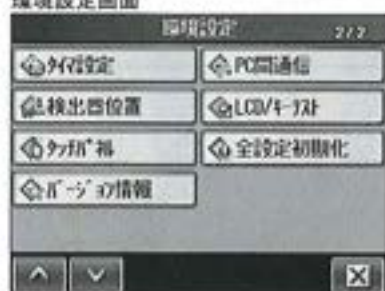 環境設定画面
環境設定 2/2
タイマ設定 PC間通信
検出器位置 LCD/キーテスト
タッチパネル 全設定初期化
バージョン情報